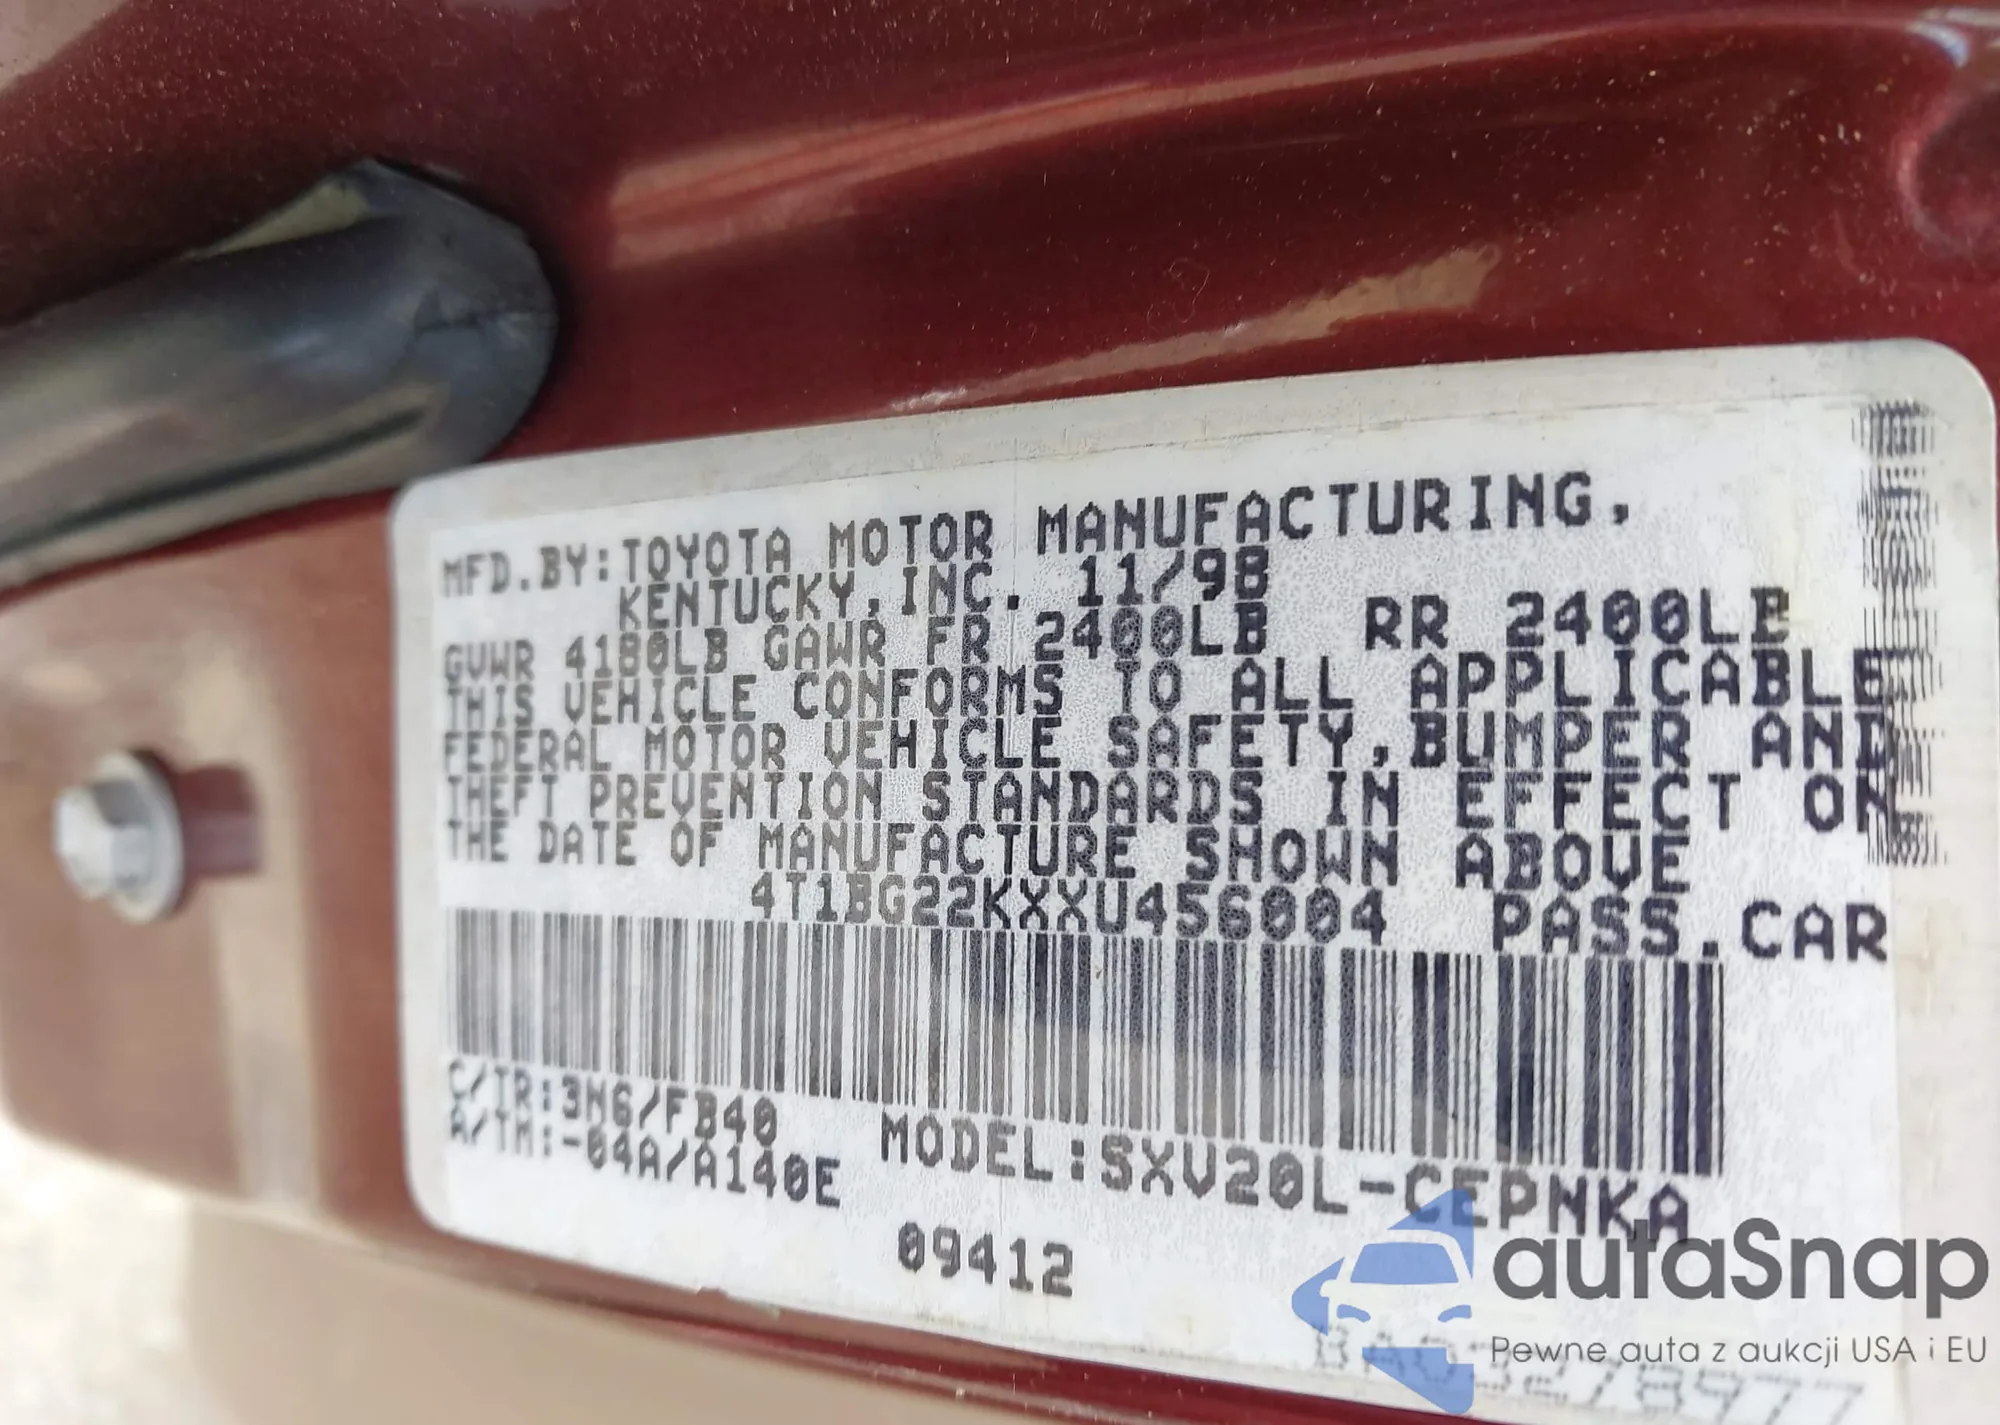 MFD.BY:TOYOTA MOTOR MANUFACTURING,
KENTUCKY,INC. 11/98
GVWR 4180LB GAWR FR 2400LB RR 2400LB
THIS VEHICLE CONFORMS TO ALL APPLICABLE
FEDERAL MOTOR VEHICLE SAFETY,BUMPER AND
THEFT PREVENTION STANDARDS IN EFFECT ON
THE DATE OF MANUFACTURE SHOWN ABOVE
4T1BG22KXXU456004 PASS.CAR
C/TR:3M6/FB40
A/TM:-04A/A140E
MODEL:SXV20L-CEPNKA
09412
autaSnap
Pewne auta z aukcji USA i EU